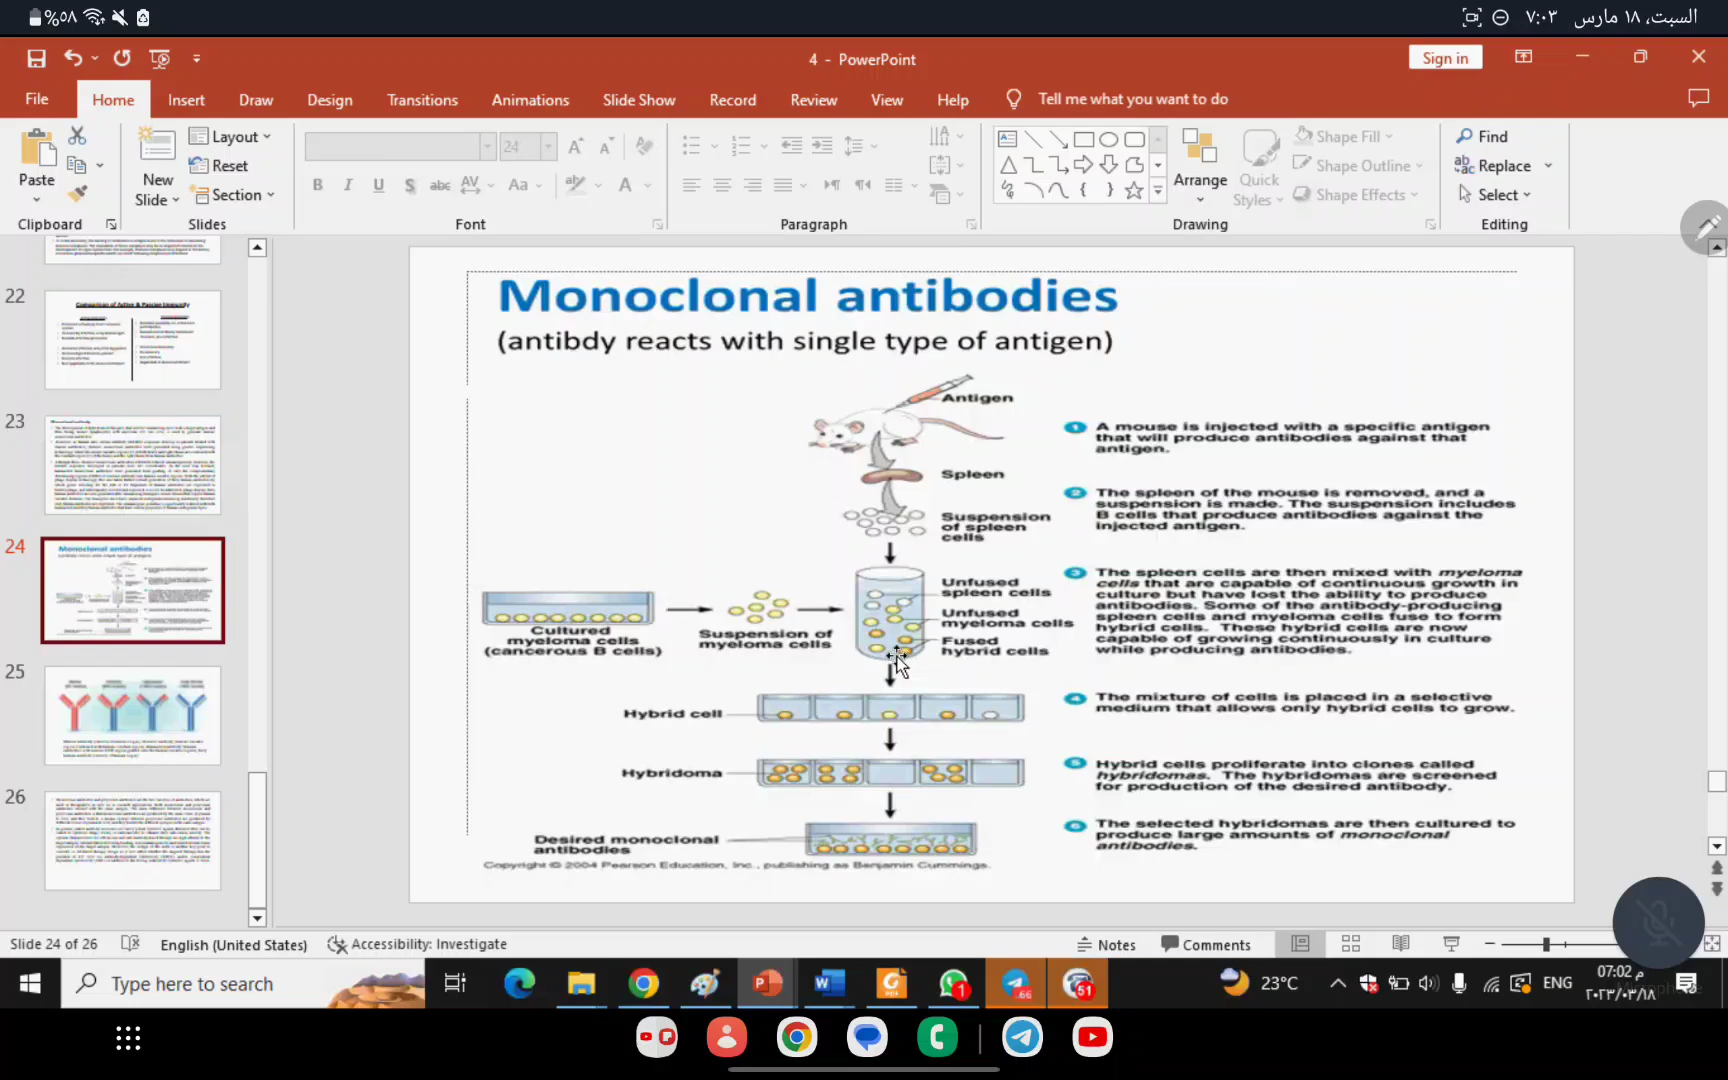 %٥٨
السبت، ١٨ مارس ٧:٠٣
4 - PowerPoint
Sign in
File Home Insert Draw Design Transitions Animations Slide Show Record Review View Help Tell me what you want to do
Paste
New
Slide
Layout
Reset
Section
24
Arrange
Quick
Styles
Shape Fill
Shape Outline
Shape Effects
Find
Replace
Select
Clipboard Slides Font Paragraph Drawing Editing
22
23
24
25
26
Monoclonal antibodies
(antibdy reacts with single type of antigen)
Antigen
Spleen
Suspension
of spleen
cells
Unfused
spleen cells
Unfused
myeloma cells
Fused
hybrid cells
Cultured
myeloma cells
(cancerous B cells)
Suspension of
myeloma cells
Hybrid cell
Hybridoma
Desired monoclonal
antibodies
1 A mouse is injected with a specific antigen
that will produce antibodies against that
antigen.
2 The spleen of the mouse is removed, and a
suspension is made. The suspension includes
B cells that produce antibodies against the
injected antigen.
3 The spleen cells are then mixed with myeloma
cells that are capable of continuous growth in
culture but have lost the ability to produce
antibodies. Some of the antibody-producing
spleen cells and myeloma cells fuse to form
hybrid cells. These hybrid cells are now
capable of growing continuously in culture
while producing antibodies.
4 The mixture of cells is placed in a selective
medium that allows only hybrid cells to grow.
5 Hybrid cells proliferate into clones called
hybridomas. The hybridomas are screened
for production of the desired antibody.
6 The selected hybridomas are then cultured to
produce large amounts of monoclonal
antibodies.
Copyright © 2004 Pearson Education, Inc., publishing as Benjamin Cummings.
Slide 24 of 26 English (United States) Accessibility: Investigate Notes Comments
Type here to search
1
66
51
23°C
ENG
07:02 م
٢٠٢٣/٠٣/١٨